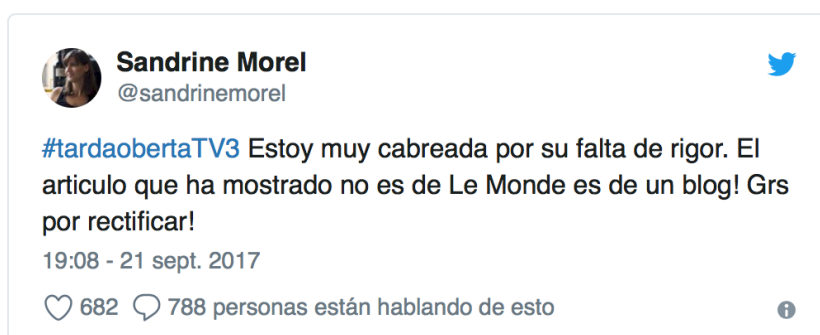 Sandrine Morel
@sandrinemorel
#tardaobertaTV3 Estoy muy cabreada por su falta de rigor. El
articulo que ha mostrado no es de Le Monde es de un blog! Grs
por rectificar!
19:08 - 21 sept. 2017
682 788 personas están hablando de esto